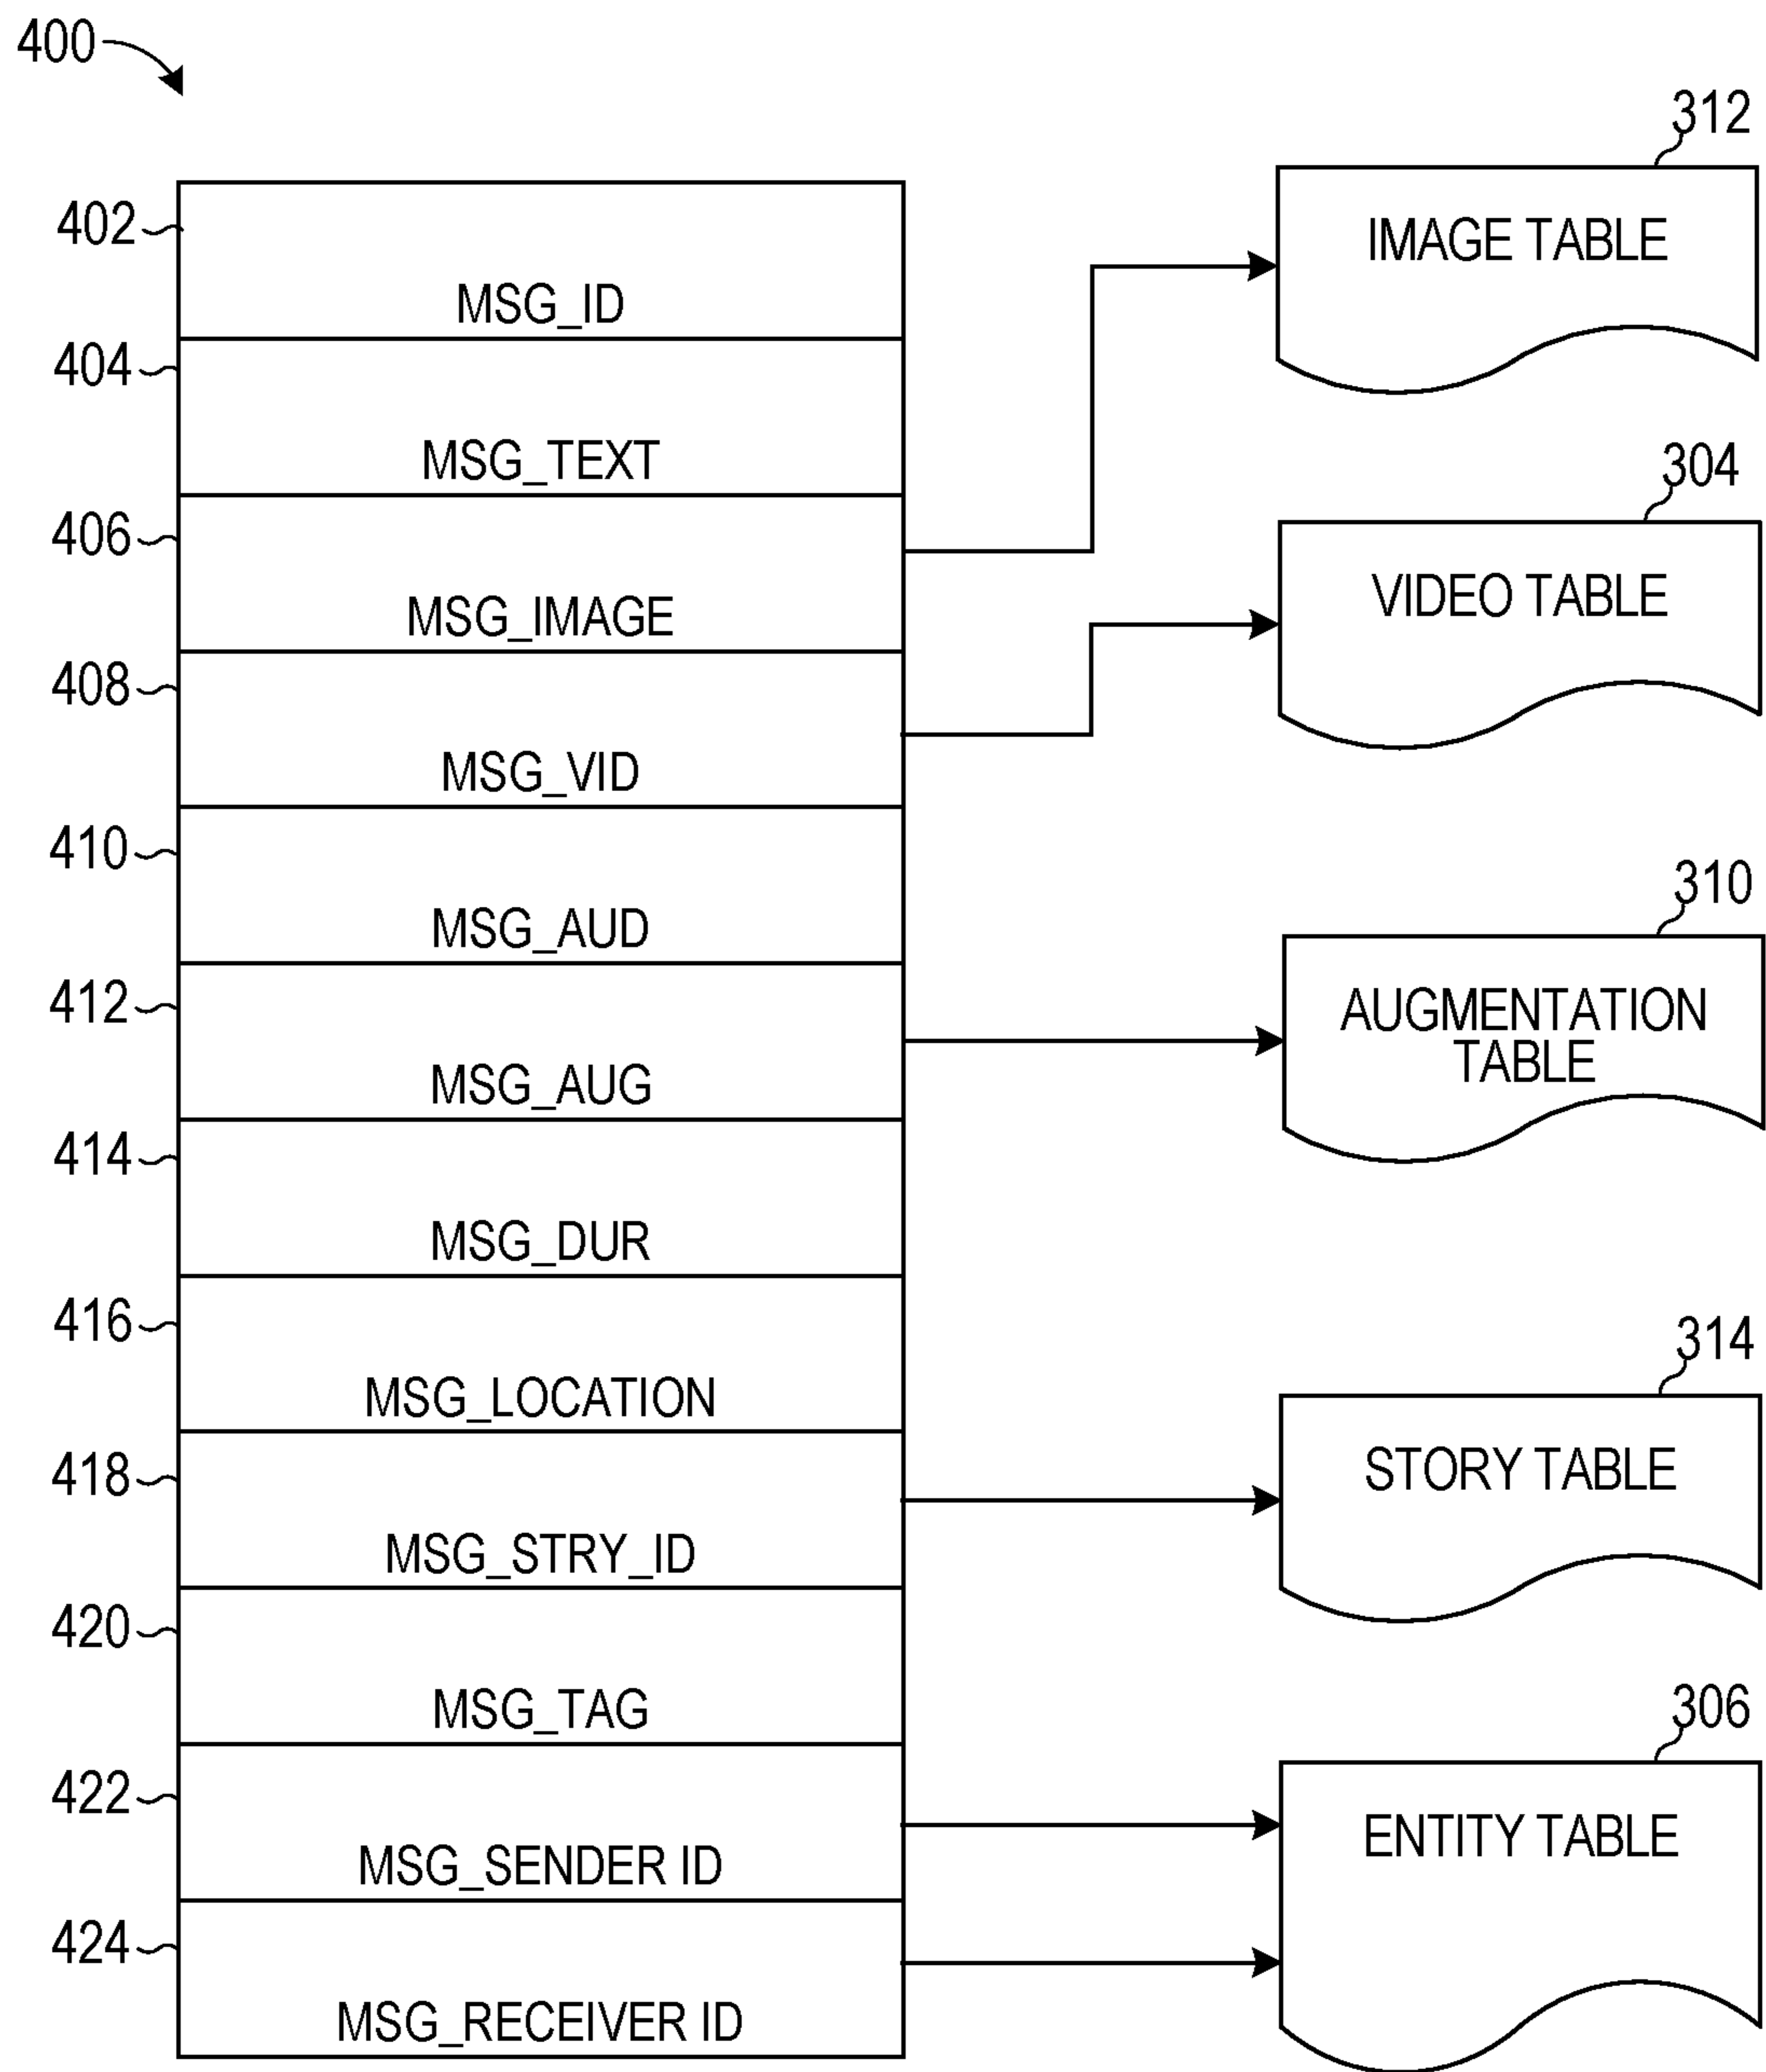 400
402
MSG_ID
404
MSG_TEXT
406
MSG_IMAGE
408
MSG_VID
410
MSG_AUD
412
MSG_AUG
414
MSG_DUR
416
MSG_LOCATION
418
MSG_STRY_ID
420
MSG_TAG
422
MSG_SENDER ID
424
MSG_RECEIVER ID
312
IMAGE TABLE
304
VIDEO TABLE
310
AUGMENTATION
TABLE
314
STORY TABLE
306
ENTITY TABLE